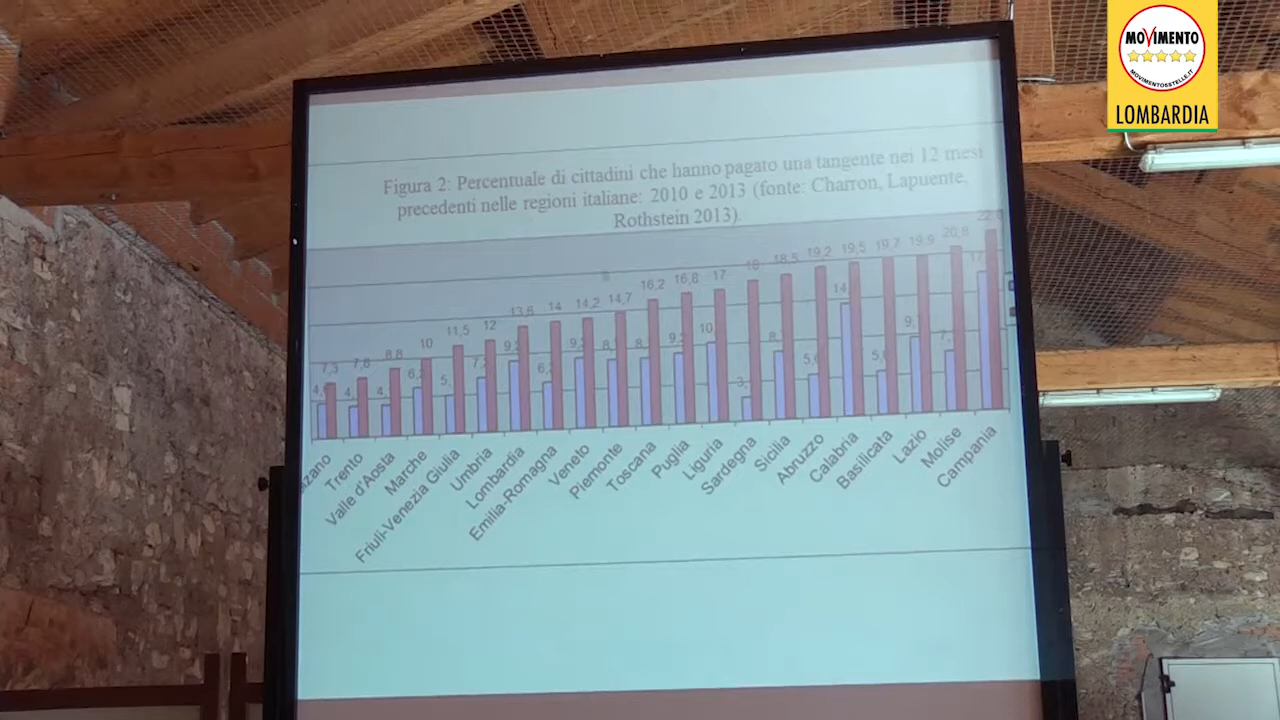 MOVIMENTO
MOVIMENTO5STELLE.IT
LOMBARDIA
Figura 2: Percentuale di cittadini che hanno pagato una tangente nei 12 mesi
precedenti nelle regioni italiane: 2010 e 2013 (fonte: Charron, Lapuente,
Rothstein 2013)
7,3 7,6 8,8 10 11,5 12 13,6 14 14,2 14,7 16,2 16,8 17 18 18,5 19,2 19,5 19,7 19,9 20,8
Trento
Valle d'Aosta
Marche
Friuli-Venezia Giulia
Umbria
Lombardia
Emilia-Romagna
Veneto
Piemonte
Toscana
Puglia
Liguria
Sardegna
Sicilia
Abruzzo
Calabria
Basilicata
Lazio
Molise
Campania